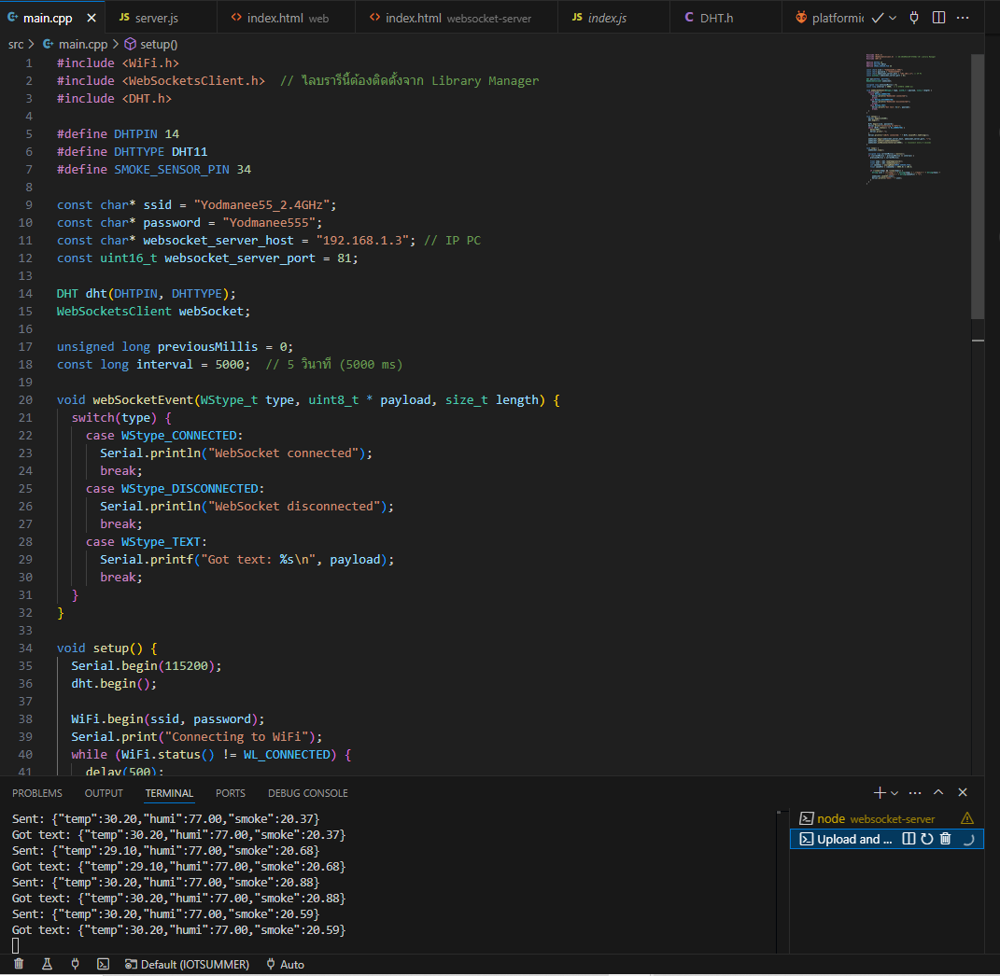 main.cpp
JS server.js
<> index.html web
<> index.html websocket-server
JS index.js
C DHT.h
platformio
src > main.cpp > setup()
1 #include <WiFi.h>
2 #include <WebSocketsClient.h>  // ไลบรารีนี้ต้องติดตั้งจาก Library Manager
3 #include <DHT.h>
4
5 #define DHTPIN 14
6 #define DHTTYPE DHT11
7 #define SMOKE_SENSOR_PIN 34
8
9 const char* ssid = "Yodmanee55_2.4GHz";
10 const char* password = "Yodmanee555";
11 const char* websocket_server_host = "192.168.1.3"; // IP PC
12 const uint16_t websocket_server_port = 81;
13
14 DHT dht(DHTPIN, DHTTYPE);
15 WebSocketsClient webSocket;
16
17 unsigned long previousMillis = 0;
18 const long interval = 5000;  // 5 วินาที (5000 ms)
19
20 void webSocketEvent(WStype_t type, uint8_t * payload, size_t length) {
21   switch(type) {
22     case WStype_CONNECTED:
23       Serial.println("WebSocket connected");
24       break;
25     case WStype_DISCONNECTED:
26       Serial.println("WebSocket disconnected");
27       break;
28     case WStype_TEXT:
29       Serial.printf("Got text: %s\n", payload);
30       break;
31   }
32 }
33
34 void setup() {
35   Serial.begin(115200);
36   dht.begin();
37
38   WiFi.begin(ssid, password);
39   Serial.print("Connecting to WiFi");
40   while (WiFi.status() != WL_CONNECTED) {
41     delay(500);
PROBLEMS OUTPUT TERMINAL PORTS DEBUG CONSOLE
Sent: {"temp":30.20,"humi":77.00,"smoke":20.37}
Got text: {"temp":30.20,"humi":77.00,"smoke":20.37}
Sent: {"temp":29.10,"humi":77.00,"smoke":20.68}
Got text: {"temp":29.10,"humi":77.00,"smoke":20.68}
Sent: {"temp":30.20,"humi":77.00,"smoke":20.88}
Got text: {"temp":30.20,"humi":77.00,"smoke":20.88}
Sent: {"temp":30.20,"humi":77.00,"smoke":20.59}
Got text: {"temp":30.20,"humi":77.00,"smoke":20.59}
node websocket-server
Upload and ...
Default (IOTSUMMER)
Auto